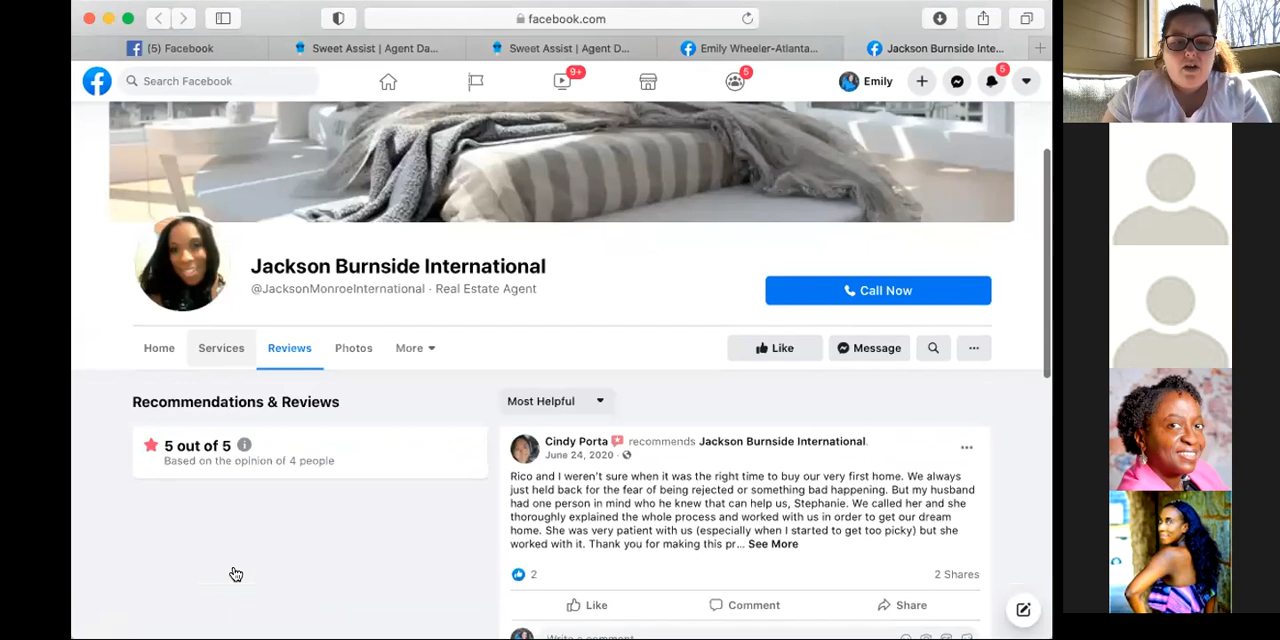 facebook.com
(5) Facebook
Sweet Assist | Agent Da...
Sweet Assist | Agent D...
Emily Wheeler-Atlanta...
Jackson Burnside Inte...
Search Facebook
9+
5
Emily
5
Jackson Burnside International
@JacksonMonroeInternational · Real Estate Agent
Call Now
Home
Services
Reviews
Photos
More
Like
Message
Recommendations & Reviews
Most Helpful
5 out of 5
Based on the opinion of 4 people
Cindy Porta recommends Jackson Burnside International.
June 24, 2020 ·
Rico and I weren't sure when it was the right time to buy our very first home. We always
just held back for the fear of being rejected or something bad happening. But my husband
had one person in mind who he knew that can help us, Stephanie. We called her and she
thoroughly explained the whole process and worked with us in order to get our dream
home. She was very patient with us (especially when I started to get too picky) but she
worked with it. Thank you for making this pr... See More
2
2 Shares
Like
Comment
Share
Write a comment